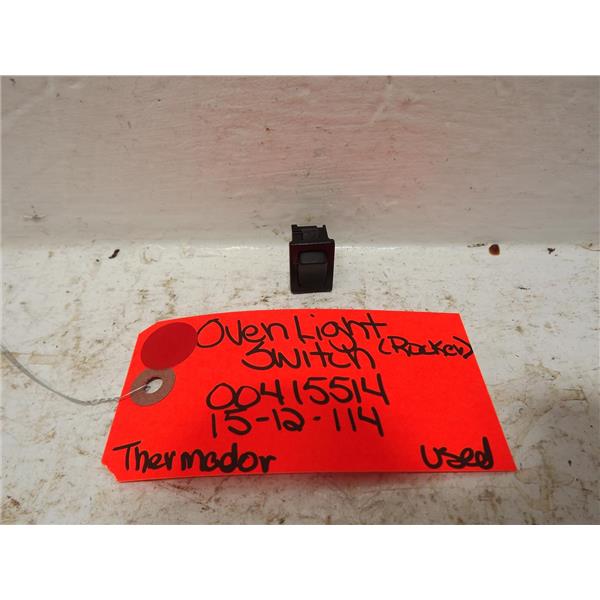 Oven Light
Switch (Rocker)
00415514
15-12-114
Thermador
Used